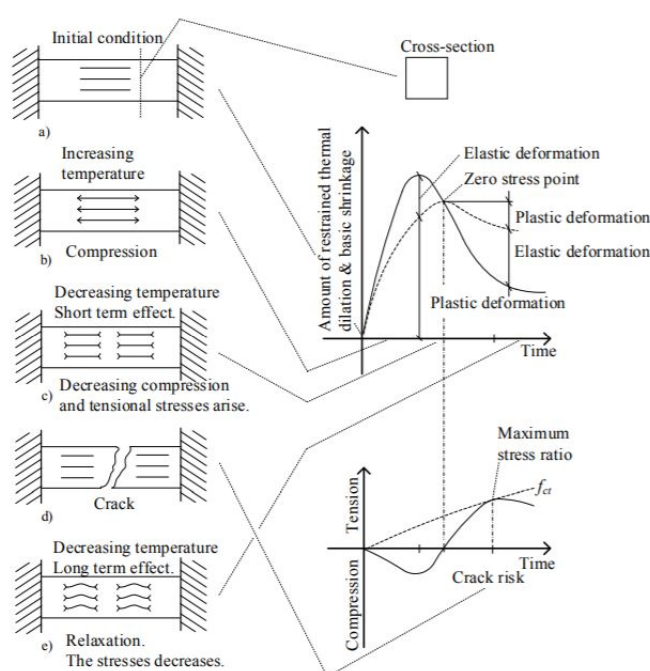 Initial condition
a)
Increasing
temperature
Compression
b)
Decreasing temperature
Short term effect.
c)
Decreasing compression
and tensional stresses arise.
Crack
d)
Decreasing temperature
Long term effect.
e)
Relaxation.
The stresses decreases.
Cross-section
Amount of restrained thermal
dilation & basic shrinkage
Elastic deformation
Zero stress point
Plastic deformation
Elastic deformation
Plastic deformation
Time
Maximum
stress ratio
fct
Tension
Compression
Time
Crack risk